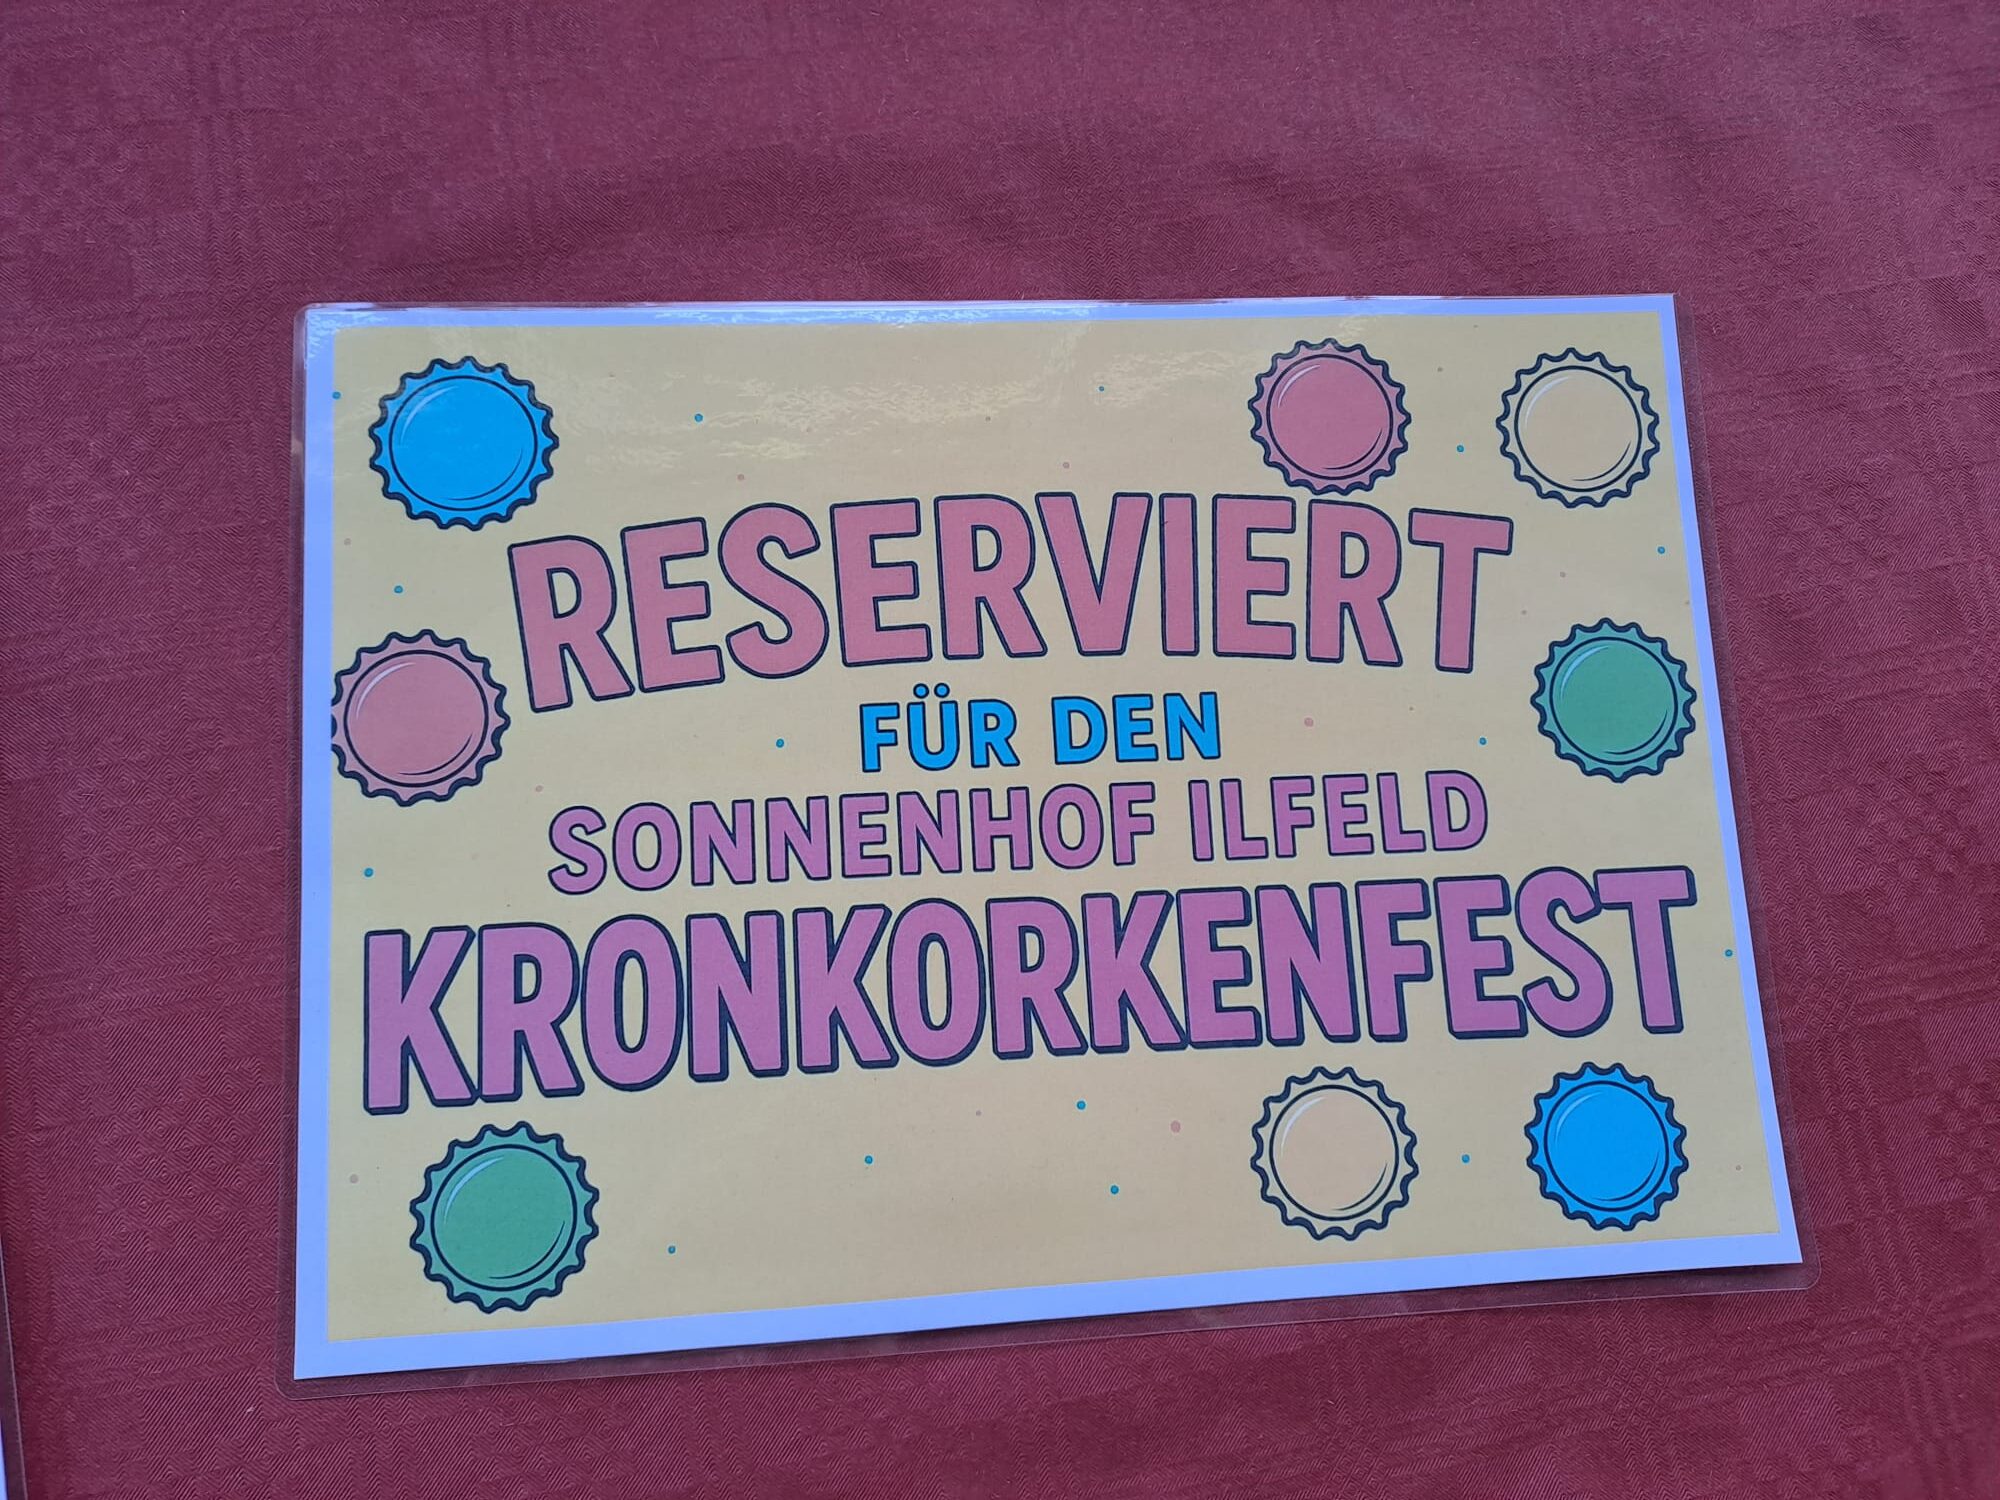 RESERVIERT
FÜR DEN
SONNENHOF ILFELD
KRONKORKENFEST